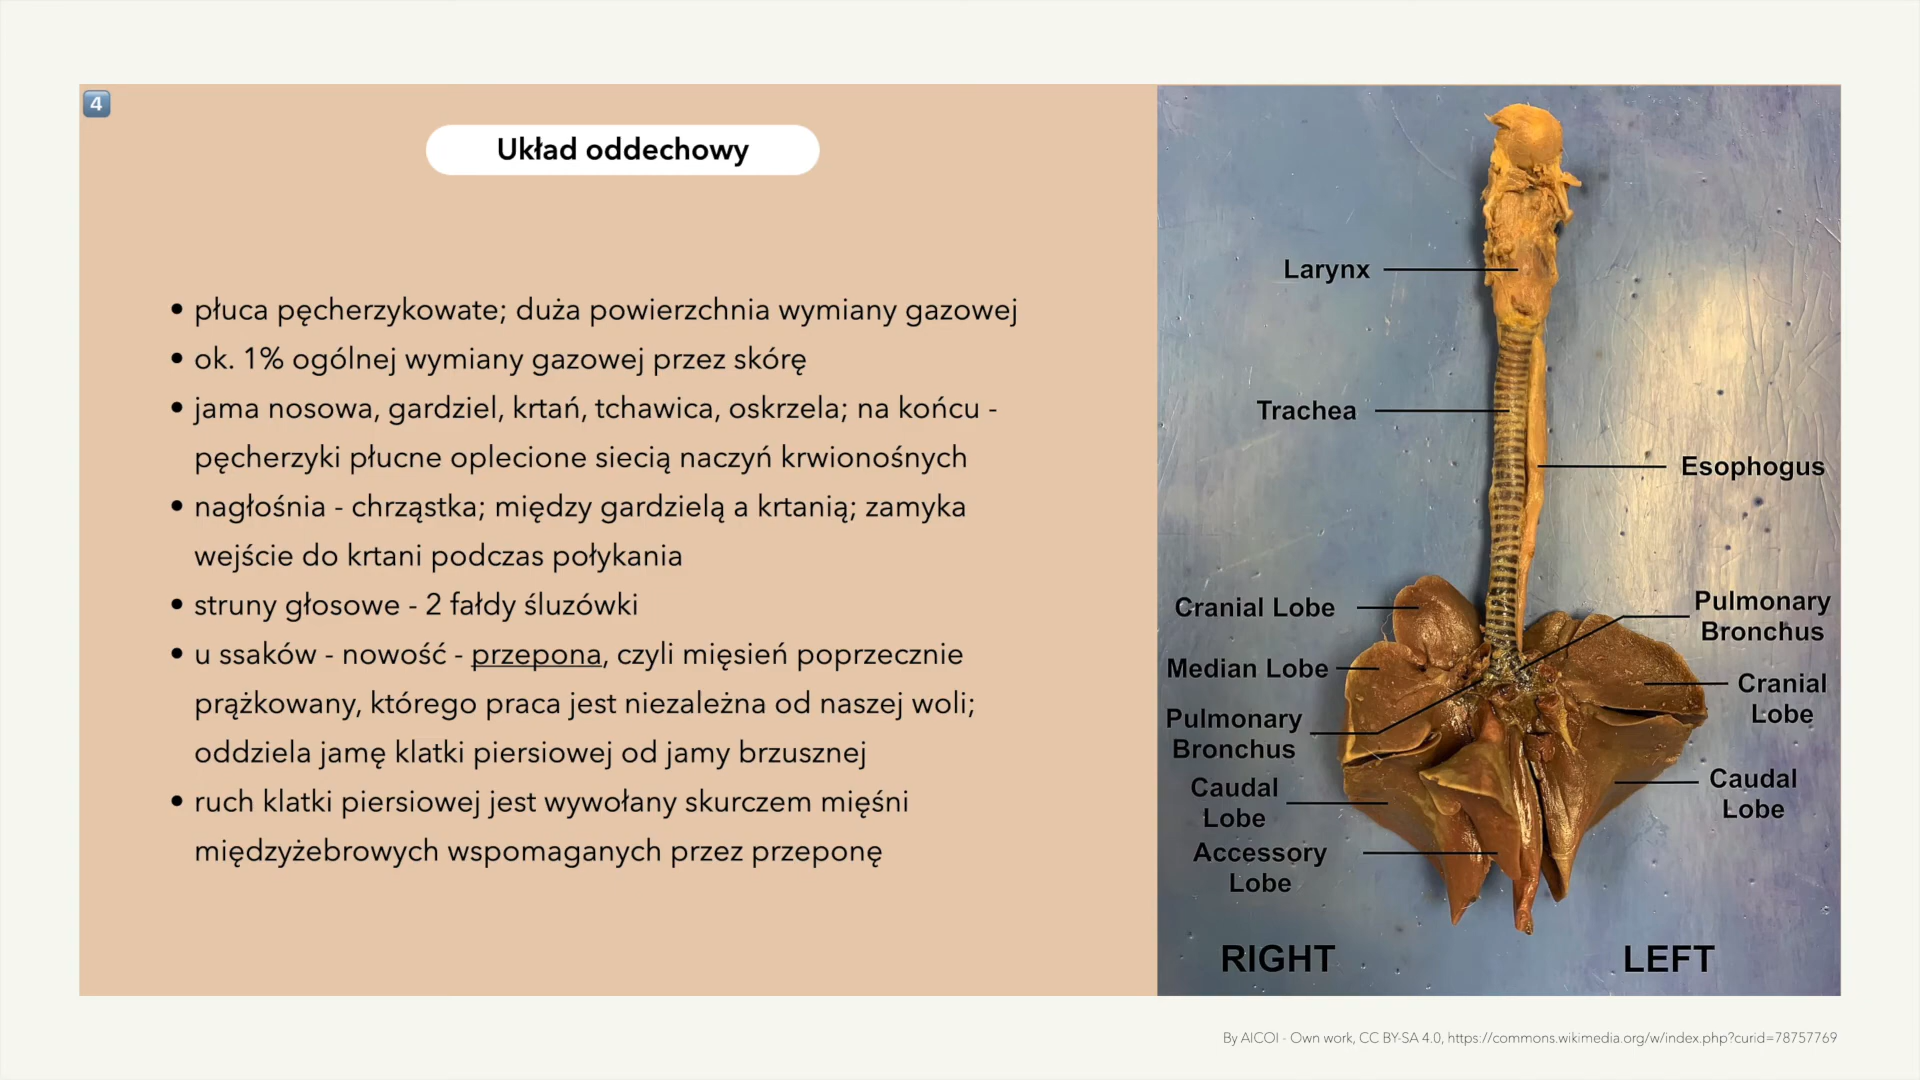 4
Układ oddechowy
• płuca pęcherzykowate; duża powierzchnia wymiany gazowej
• ok. 1% ogólnej wymiany gazowej przez skórę
• jama nosowa, gardziel, krtań, tchawica, oskrzela; na końcu -
pęcherzyki płucne oplecione siecią naczyń krwionośnych
• nagłośnia - chrząstka; między gardzielą a krtanią; zamyka
wejście do krtani podczas połykania
• struny głosowe - 2 fałdy śluzówki
• u ssaków - nowość - przepona, czyli mięsień poprzecznie
prążkowany, którego praca jest niezależna od naszej woli;
oddziela jamę klatki piersiowej od jamy brzusznej
• ruch klatki piersiowej jest wywołany skurczem mięśni
międzyżebrowych wspomaganych przez przeponę
Larynx
Trachea
Esophogus
Cranial Lobe
Pulmonary
Bronchus
Median Lobe
Cranial
Lobe
Pulmonary
Bronchus
Caudal
Lobe
Caudal
Lobe
Accessory
Lobe
RIGHT
LEFT
By AICOI - Own work, CC BY-SA 4.0, https://commons.wikimedia.org/w/index.php?curid=78757769